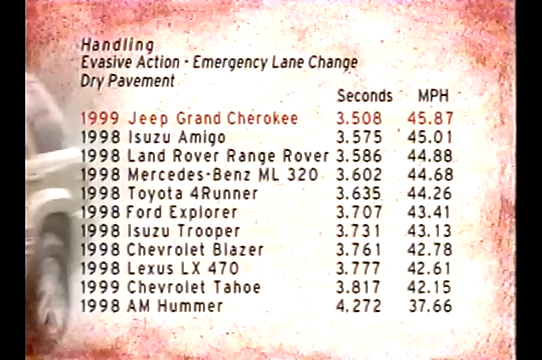 Handling
Evasive Action - Emergency Lane Change
Dry Pavement
Seconds MPH
1999 Jeep Grand Cherokee 3.508 45.87
1998 Isuzu Amigo 3.575 45.01
1998 Land Rover Range Rover 3.586 44.88
1998 Mercedes-Benz ML 320 3.602 44.68
1998 Toyota 4Runner 3.635 44.26
1998 Ford Explorer 3.707 43.41
1998 Isuzu Trooper 3.731 43.13
1998 Chevrolet Blazer 3.761 42.78
1998 Lexus LX 470 3.777 42.61
1999 Chevrolet Tahoe 3.817 42.15
1998 AM Hummer 4.272 37.66